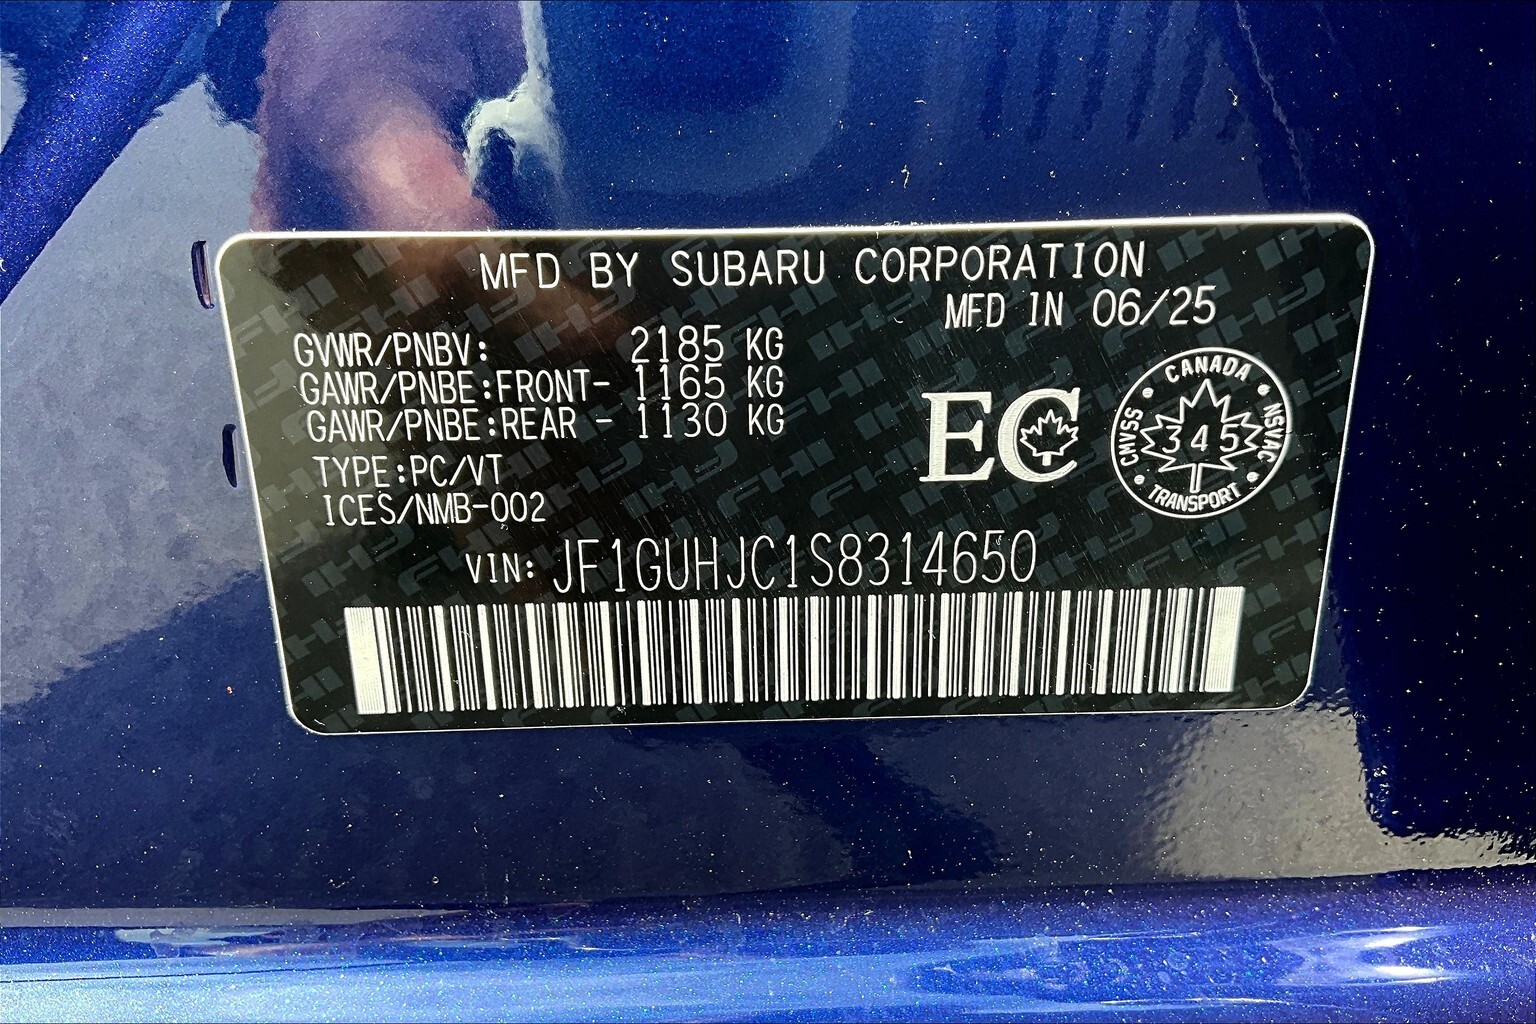 MFD BY SUBARU CORPORATION
MFD IN 06/25
GVWR/PNBV: 2185 KG
GAWR/PNBE:FRONT- 1165 KG
GAWR/PNBE:REAR - 1130 KG
TYPE:PC/VT
ICES/NMB-002
EC
CANADA
CMVSS 345 NSVAC
TRANSPORT
VIN: JF1GUHJC1S8314650